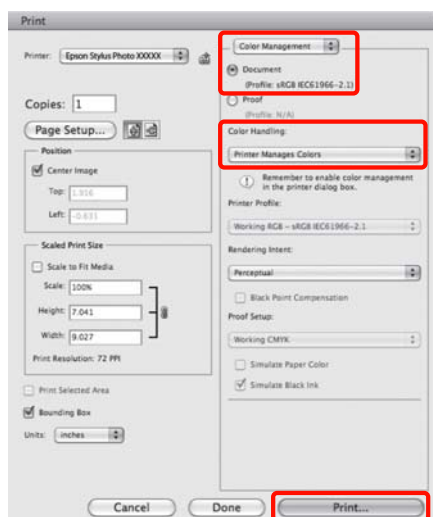 Print
Printer: Epson Stylus Photo XXXXX
Copies: 1
Page Setup...
Position
Center Image
Top: 1.956
Left: -0.631
Scaled Print Size
Scale to Fit Media
Scale: 100%
Height: 7.041
Width: 9.027
Print Resolution: 72 PPI
Print Selected Area
Bounding Box
Units: inches
Color Management
Document
(Profile: sRGB IEC61966-2.1)
Proof
(Profile: N/A)
Color Handling:
Printer Manages Colors
Remember to enable color management
in the printer dialog box.
Printer Profile:
Working RGB - sRGB IEC61966-2.1
Rendering Intent:
Perceptual
Black Point Compensation
Proof Setup:
Working CMYK
Simulate Paper Color
Simulate Black Ink
Cancel
Done
Print...